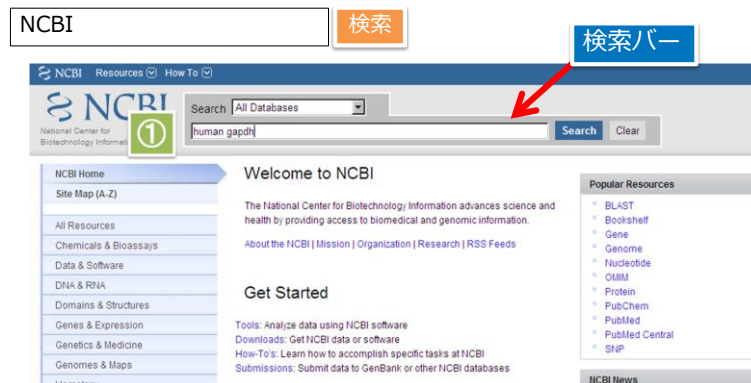 NCBI
検索
検索バー
NCBI Resources How To
NCBI
National Center for
Biotechnology
①
Search All Databases
human gapdh
Search Clear
NCBI Home
Site Map (A-Z)
All Resources
Chemicals & Bioassays
Data & Software
DNA & RNA
Domains & Structures
Genes & Expression
Genetics & Medicine
Genomes & Maps
Welcome to NCBI
The National Center for Biotechnology Information advances science and
health by providing access to biomedical and genomic information.
About the NCBI | Mission | Organization | Research | RSS Feeds
Get Started
Tools: Analyze data using NCBI software
Downloads: Get NCBI data or software
How-To's: Learn how to accomplish specific tasks at NCBI
Submissions: Submit data to GenBank or other NCBI databases
Popular Resources
BLAST
Bookshelf
Gene
Genome
Nucleotide
OMIM
Protein
PubChem
PubMed
PubMed Central
SNP
NCBI News